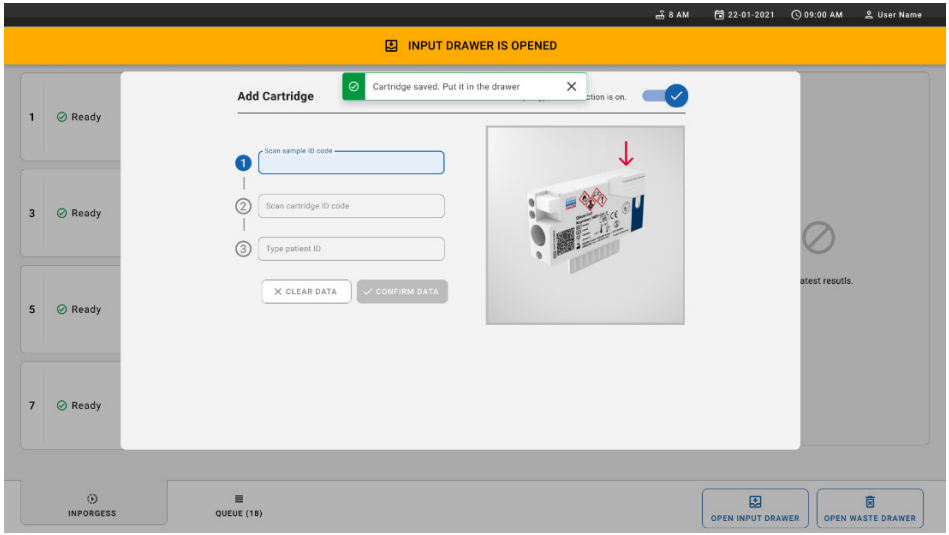 8 AM
22-01-2021
09:00 AM
User Name
INPUT DRAWER IS OPENED
Cartridge saved. Put it in the drawer
Add Cartridge
ction is on.
1
Ready
Scan sample ID code
1
2
Scan cartridge ID code
3
Ready
3
Type patient ID
CLEAR DATA
CONFIRM DATA
atest resutls.
5
Ready
7
Ready
INPORGESS
QUEUE (18)
OPEN INPUT DRAWER
OPEN WASTE DRAWER